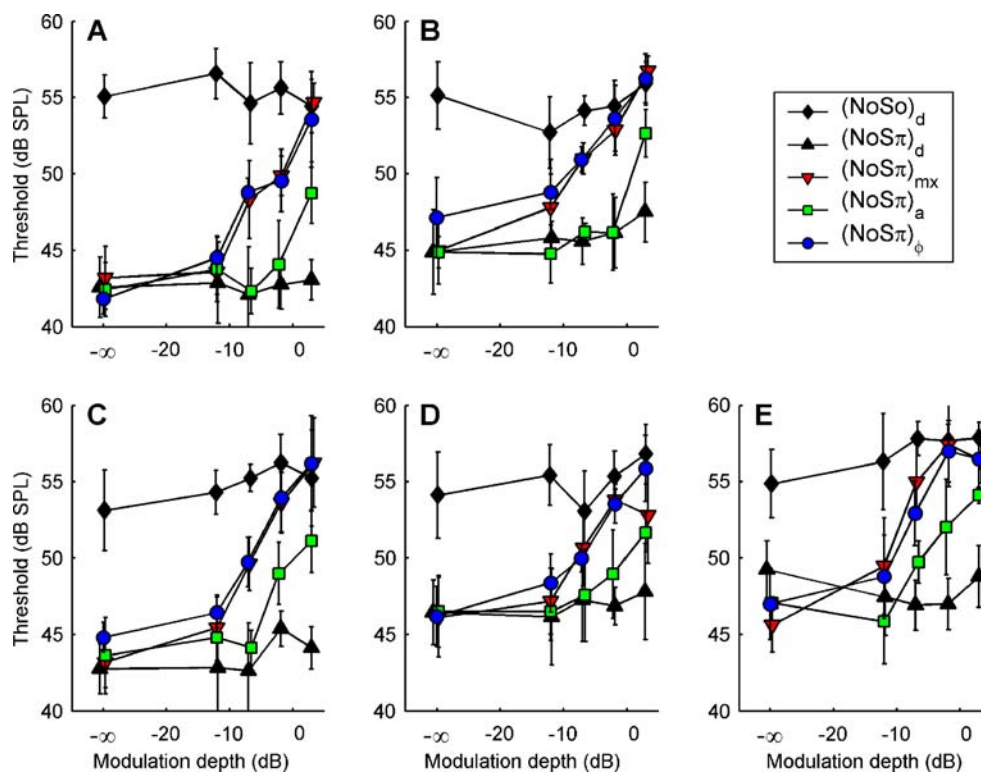 A
B
60
55
50
45
40
Threshold (dB SPL)
-∞ -20 -10 0
60
55
50
45
40
-∞ -20 -10 0
(NoSo)d
(NoSπ)d
(NoSπ)mx
(NoSπ)a
(NoSπ)ϕ
C
D
E
60
55
50
45
40
Threshold (dB SPL)
-∞ -20 -10 0
Modulation depth (dB)
60
55
50
45
40
-∞ -20 -10 0
Modulation depth (dB)
60
55
50
45
40
-∞ -20 -10 0
Modulation depth (dB)